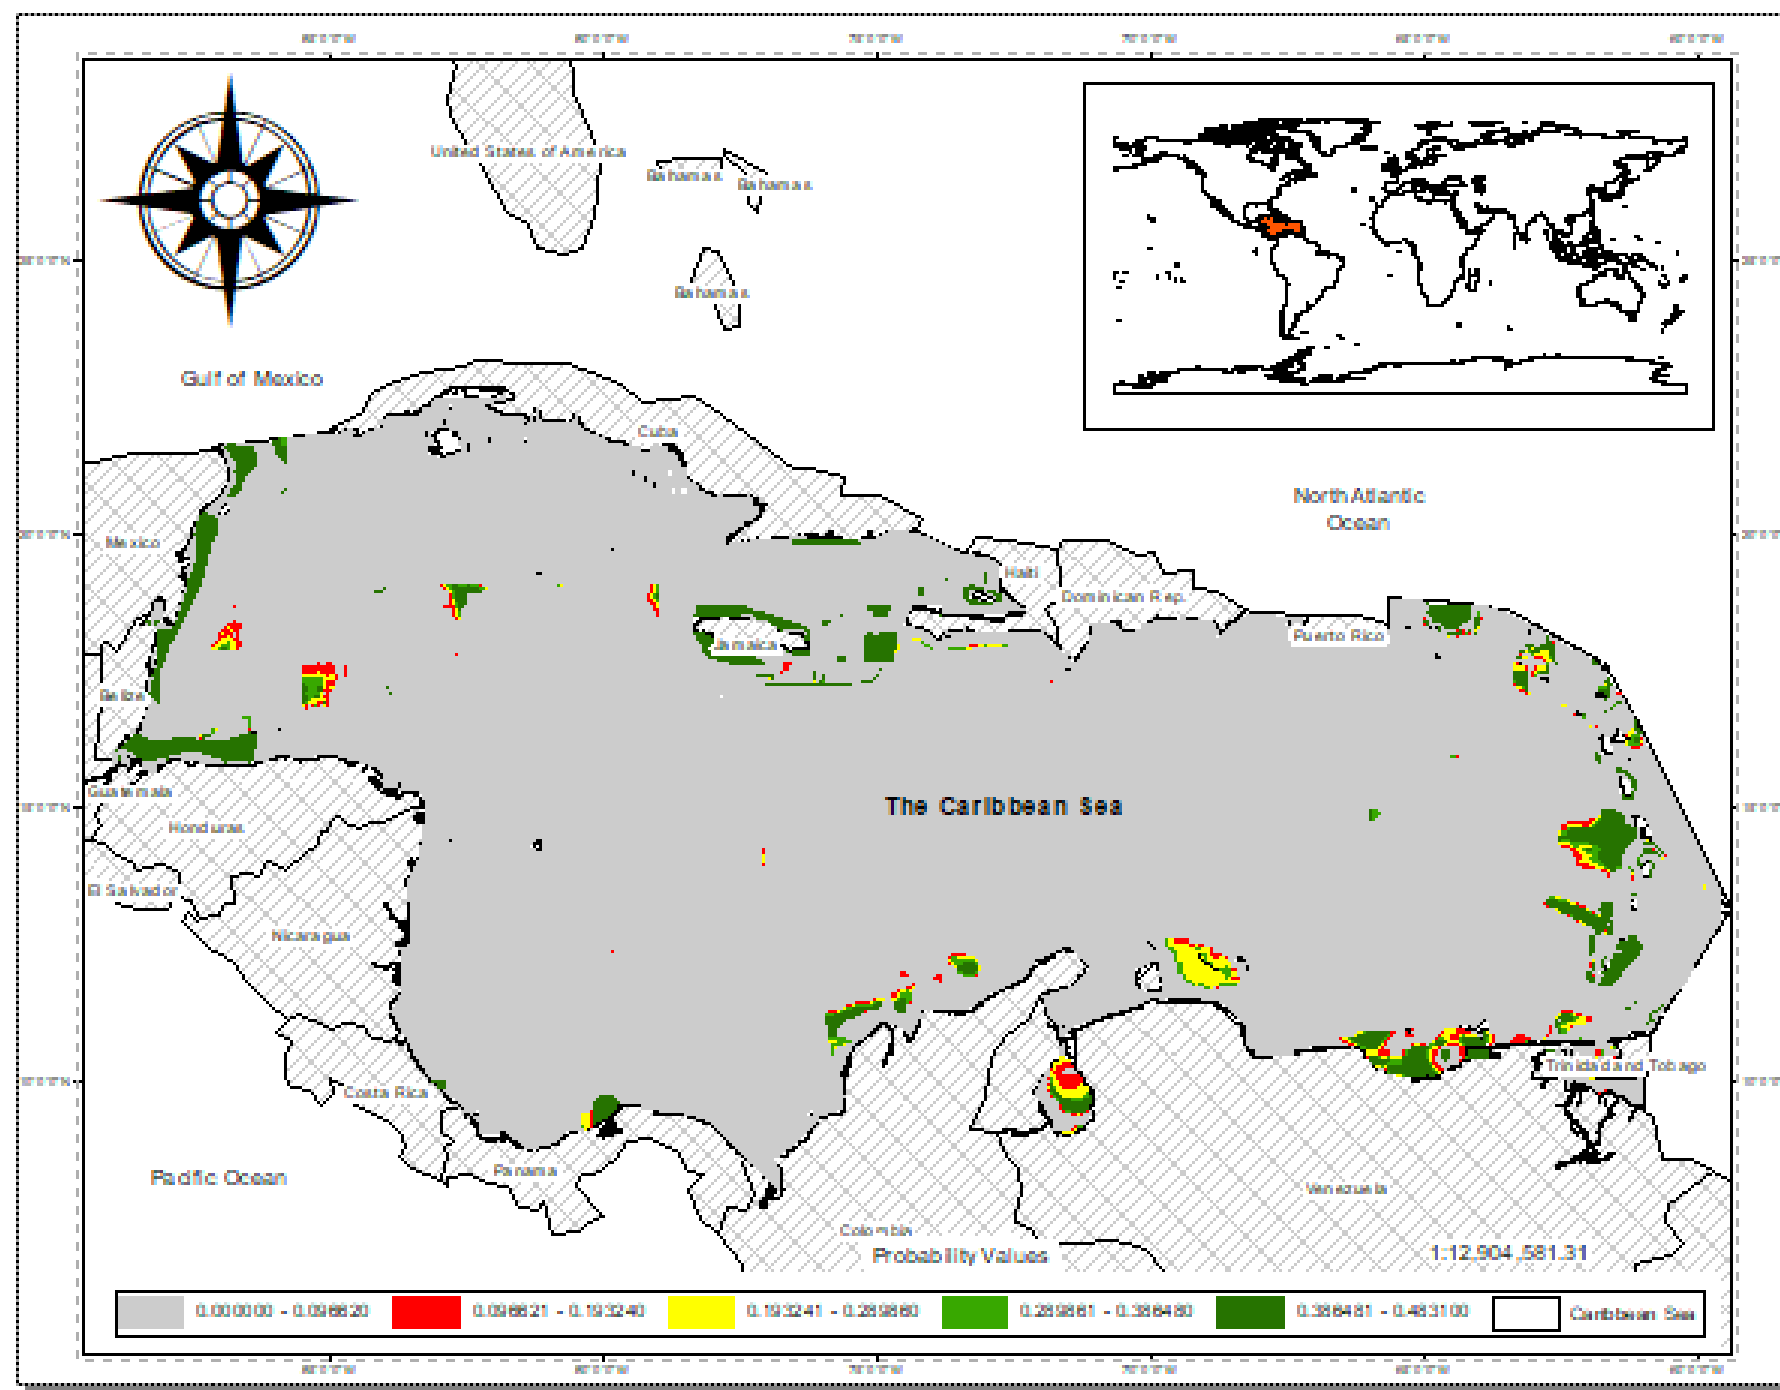 United States of America
Bahamas
Bahamas
Bahamas
Gulf of Mexico
Cuba
North Atlantic
Ocean
Mexico
Haiti
Dominican Rep.
Jamaica
Puerto Rico
Belize
Guatemala
The Caribbean Sea
Honduras
El Salvador
Nicaragua
Costa Rica
Trinidad and Tobago
Panama
Pacific Ocean
Venezuela
Colombia
Probability Values
1:12,904,581.31
0.000000 - 0.096620
0.096621 - 0.193240
0.193241 - 0.289860
0.289861 - 0.386480
0.386481 - 0.483100
Caribbean Sea